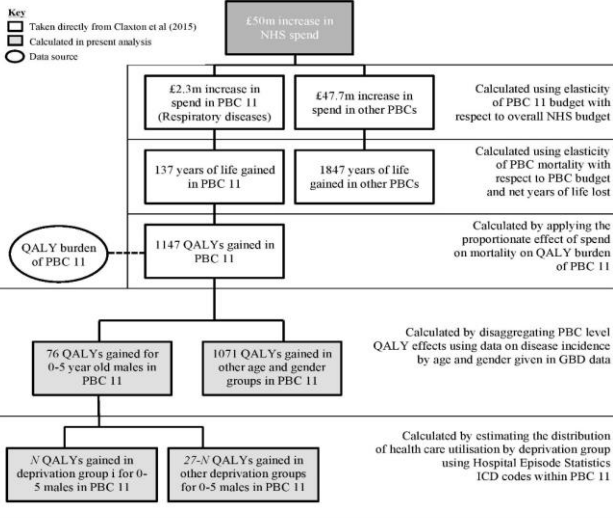 Key
Taken directly from Claxton et al (2015)
Calculated in present analysis
Data source
£50m increase in
NHS spend
£2.3m increase in
spend in PBC 11
(Respiratory diseases)
£47.7m increase in
spend in other PBCs
Calculated using elasticity
of PBC 11 budget with
respect to overall NHS budget
137 years of life gained
in PBC 11
1847 years of life
gained in other PBCs
Calculated using elasticity
of PBC mortality with
respect to PBC budget
and net years of life lost
QALY burden
of PBC 11
1147 QALYs gained in
PBC 11
Calculated by applying the
proportionate effect of spend
on mortality on QALY burden
of PBC 11
76 QALYs gained for
0-5 year old males in
PBC 11
1071 QALYs gained in
other age and gender
groups in PBC 11
Calculated by disaggregating PBC level
QALY effects using data on disease incidence
by age and gender given in GBD data
N QALYs gained in
deprivation group i for 0-
5 males in PBC 11
27-N QALYs gained in
other deprivation groups
for 0-5 males in PBC 11
Calculated by estimating the distribution
of health care utilisation by deprivation group
using Hospital Episode Statistics
ICD codes within PBC 11